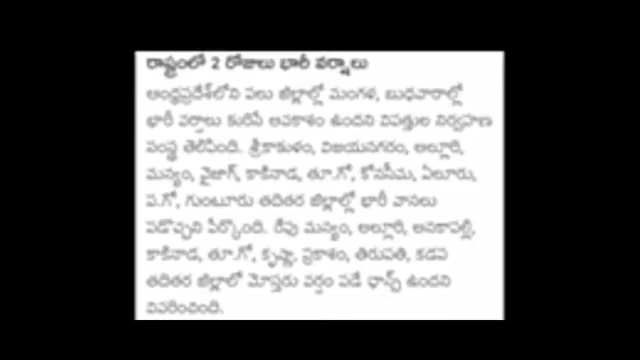 రాష్ట్రంలో 2 రోజులు భారీ వర్షాలు
ఆంధ్రప్రదేశ్‌లోని పలు జిల్లాల్లో మంగళ, బుధవారాల్లో
భారీ వర్షాలు కురిసే అవకాశం ఉందని విపత్తుల నిర్వహణ
సంస్థ తెలిపింది. శ్రీకాకుళం, విజయనగరం, అల్లూరి,
మన్యం, వైజాగ్, కాకినాడ, తూ.గో, కోనసీమ, ఏలూరు,
ప.గో, గుంటూరు తదితర జిల్లాల్లో భారీ వానలు
పడొచ్చని పేర్కొంది. రేపు మన్యం, అల్లూరి, అనకాపల్లి,
కాకినాడ, తూ.గో, కృష్ణా, ప్రకాశం, తిరుపతి, కడప
తదితర జిల్లాలో మోస్తరు వర్షం పడే ఛాన్స్ ఉందని
వివరించింది.